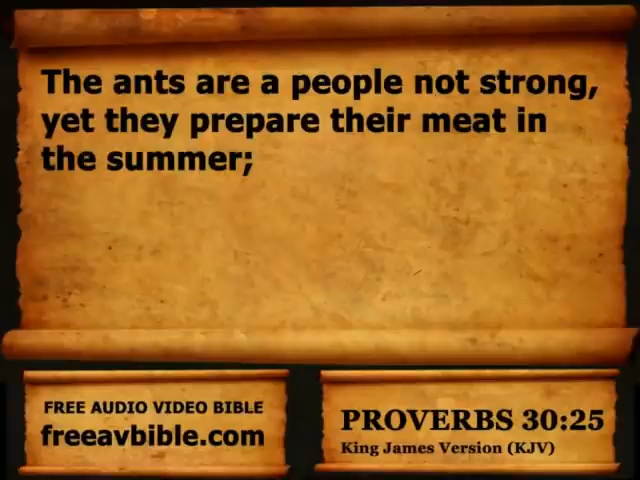 The ants are a people not strong,
yet they prepare their meat in
the summer;
FREE AUDIO VIDEO BIBLE
freeavbible.com
PROVERBS 30:25
King James Version (KJV)